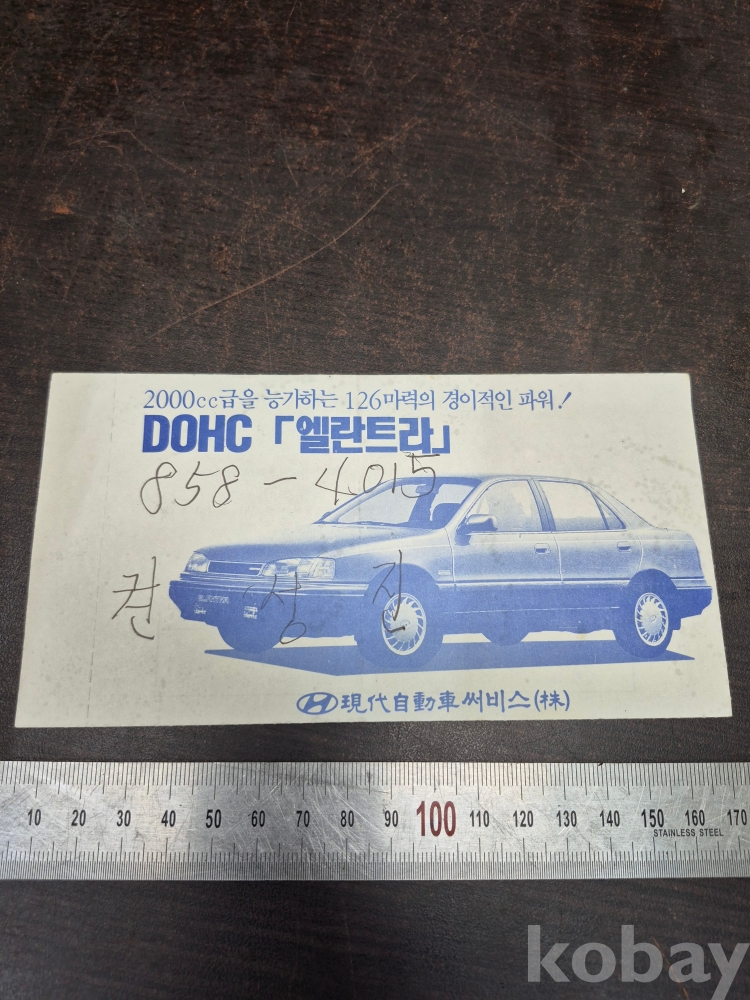 2000cc급을 능가하는 126마력의 경이적인 파워!
DOHC 「엘란트라」
858-4015
권상진
現代自動車써비스(株)
10 20 30 40 50 60 70 80 90 100 110 120 130 140 150 160 170
STAINLESS STEEL
kobay